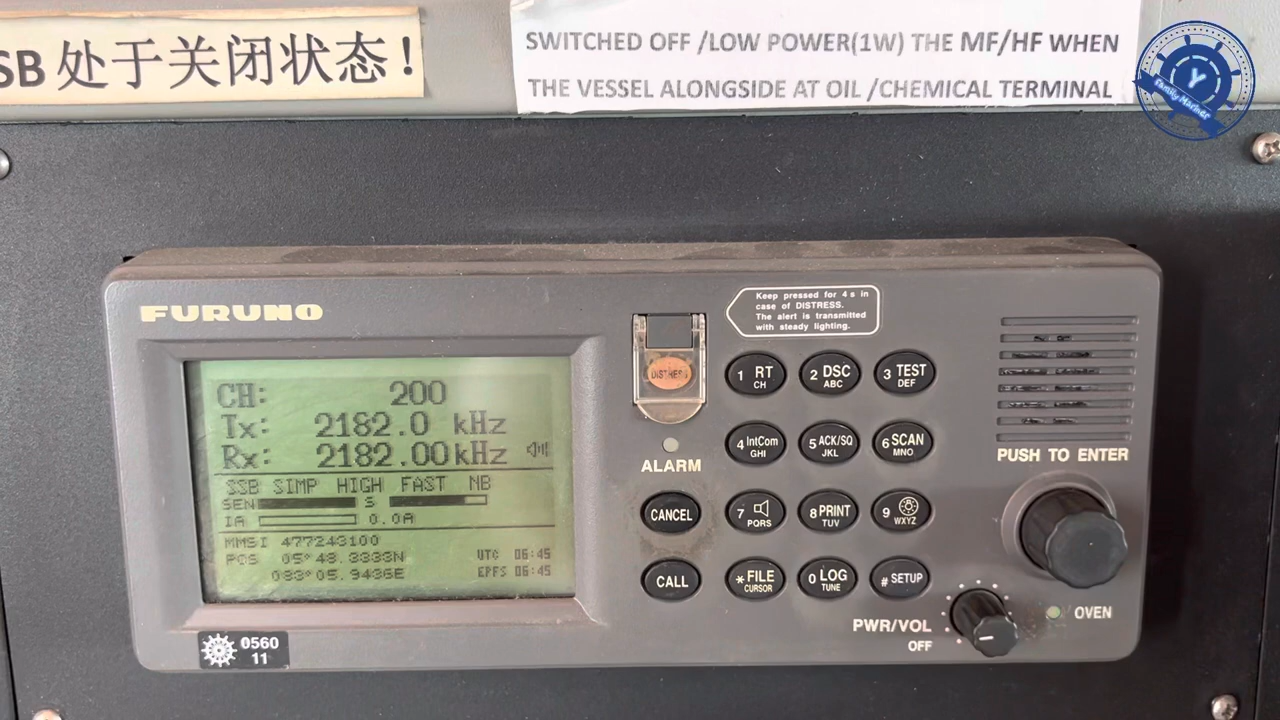 SB 处于关闭状态!
SWITCHED OFF /LOW POWER(1W) THE MF/HF WHEN
THE VESSEL ALONGSIDE AT OIL /CHEMICAL TERMINAL
Y
Family Mariner
FURUNO
Keep pressed for 4 s in
case of DISTRESS.
The alert is transmitted
with steady lighting.
CH: 200
Tx: 2182.0 kHz
Rx: 2182.00 kHz
SSB SIMP HIGH FAST NB
SEN S
IA 0.0A
MMSI 477243100
POS 05°48.3333N UTC 06:45
083°05.9436E EPFS 06:45
DISTRESS
ALARM
CANCEL
CALL
1 RT
CH
2 DSC
ABC
3 TEST
DEF
4 IntCom
GHI
5 ACK/SQ
JKL
6 SCAN
MNO
7
PQRS
8 PRINT
TUV
9
WXYZ
* FILE
CURSOR
0 LOG
TUNE
# SETUP
PUSH TO ENTER
PWR/VOL
OFF
OVEN
0560
11